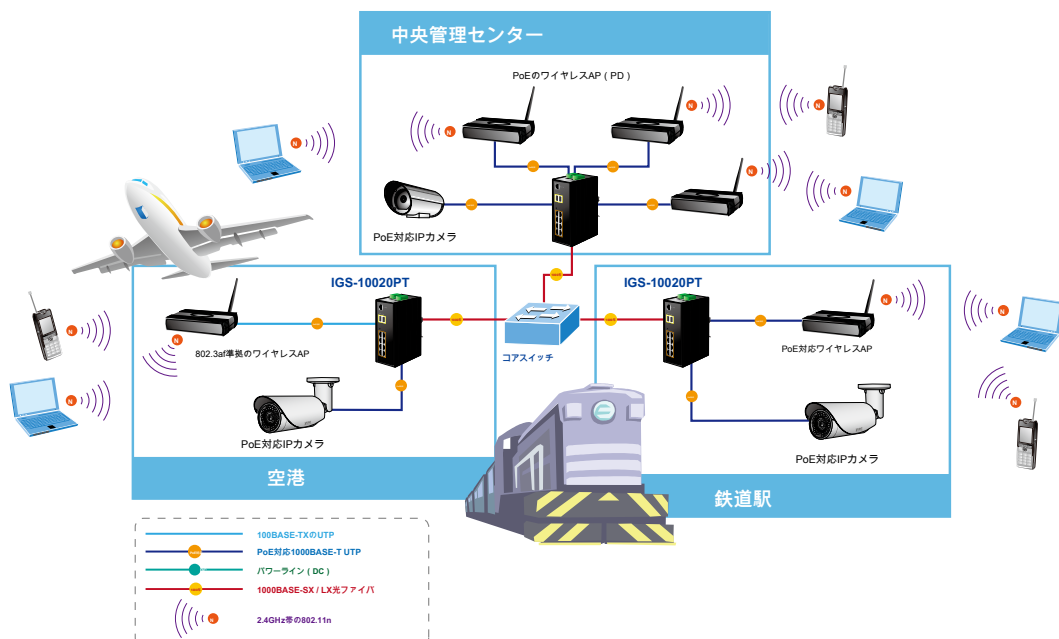 中央管理センター
PoEのワイヤレスAP ( PD )
N
N
N
N
N
N
PoE対応IPカメラ
IGS-10020PT
IGS-10020PT
N
N
N
N
802.3af準拠のワイヤレスAP
コアスイッチ
PoE対応ワイヤレスAP
N
N
N
PoE対応IPカメラ
PoE対応IPカメラ
空港
鉄道駅
100BASE-TXのUTP
PoE対応1000BASE-T UTP
パワーライン ( DC )
1000BASE-SX / LX光ファイバ
N
2.4GHz帯の802.11n